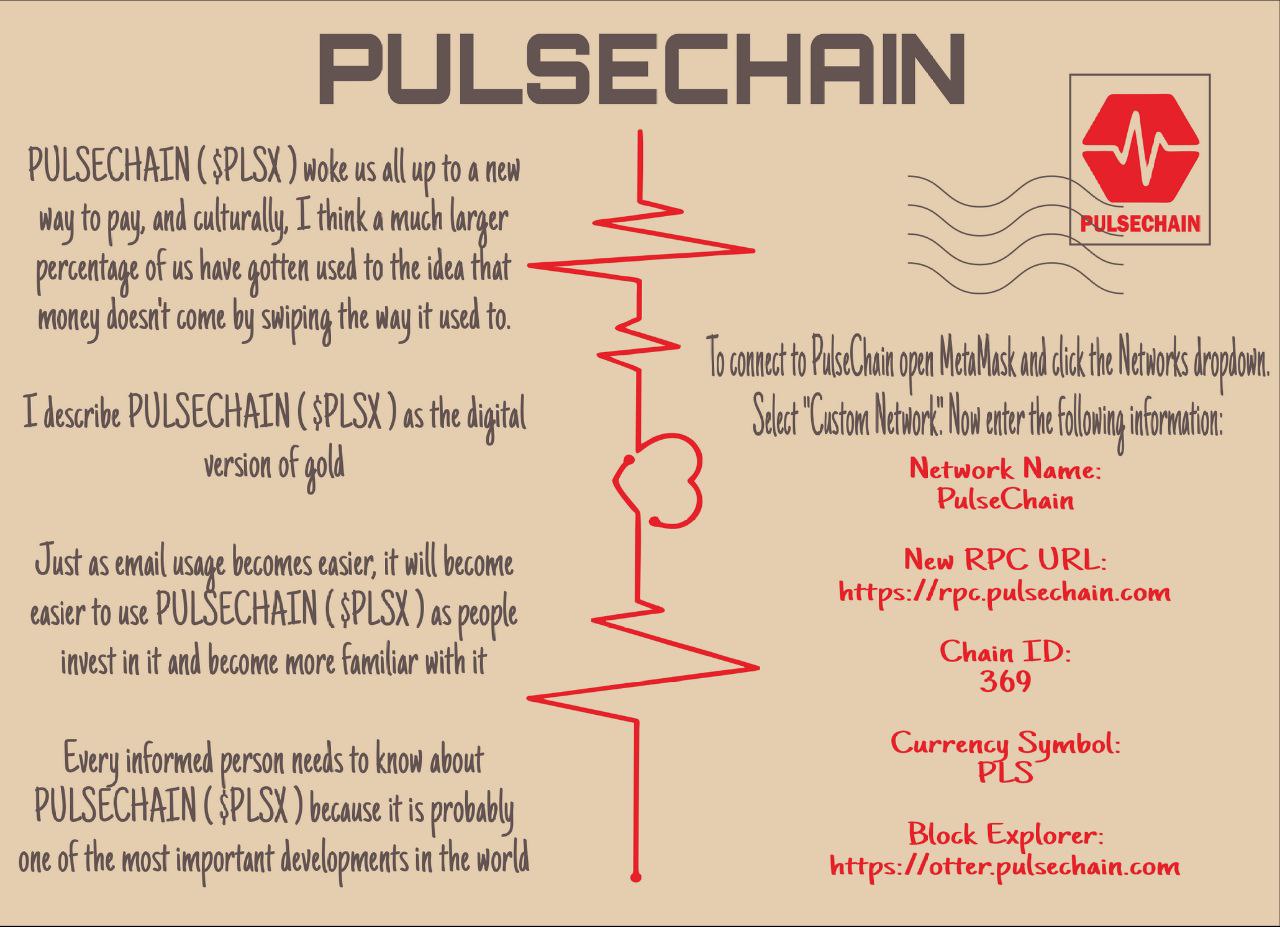 PULSECHAIN
PULSECHAIN ( $PLSX ) woke us all up to a new
way to pay, and culturally, I think a much larger
percentage of us have gotten used to the idea that
money doesn't come by swiping the way it used to.
I describe PULSECHAIN ( $PLSX ) as the digital
version of gold
Just as email usage becomes easier, it will become
easier to use PULSECHAIN ( $PLSX ) as people
invest in it and become more familiar with it
Every informed person needs to know about
PULSECHAIN ( $PLSX ) because it is probably
one of the most important developments in the world
PULSECHAIN
To connect to PulseChain open MetaMask and click the Networks dropdown.
Select "Custom Network". Now enter the following information:
Network Name:
PulseChain
New RPC URL:
https://rpc.pulsechain.com
Chain ID:
369
Currency Symbol:
PLS
Block Explorer:
https://otter.pulsechain.com